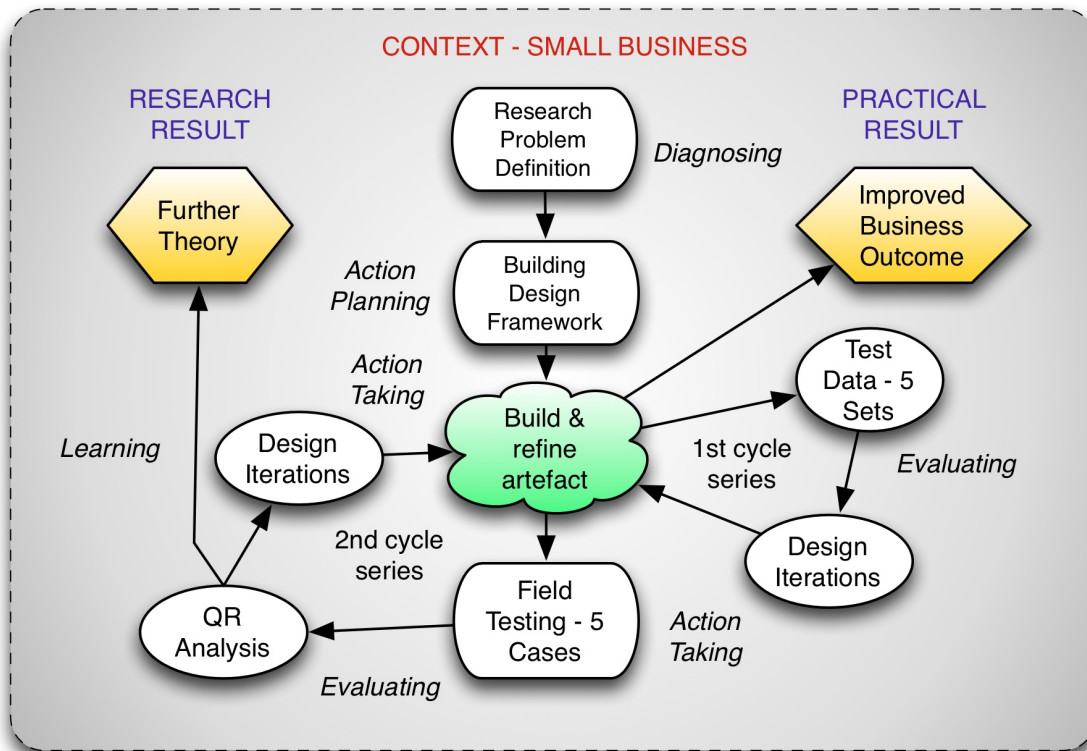 CONTEXT - SMALL BUSINESS
RESEARCH
RESULT
PRACTICAL
RESULT
Research
Problem
Definition
Diagnosing
Further
Theory
Improved
Business
Outcome
Action
Planning
Building
Design
Framework
Action
Taking
Test
Data - 5
Sets
Build &
refine
artefact
Learning
Design
Iterations
1st cycle
series
Evaluating
2nd cycle
series
Design
Iterations
QR
Analysis
Field
Testing - 5
Cases
Action
Taking
Evaluating